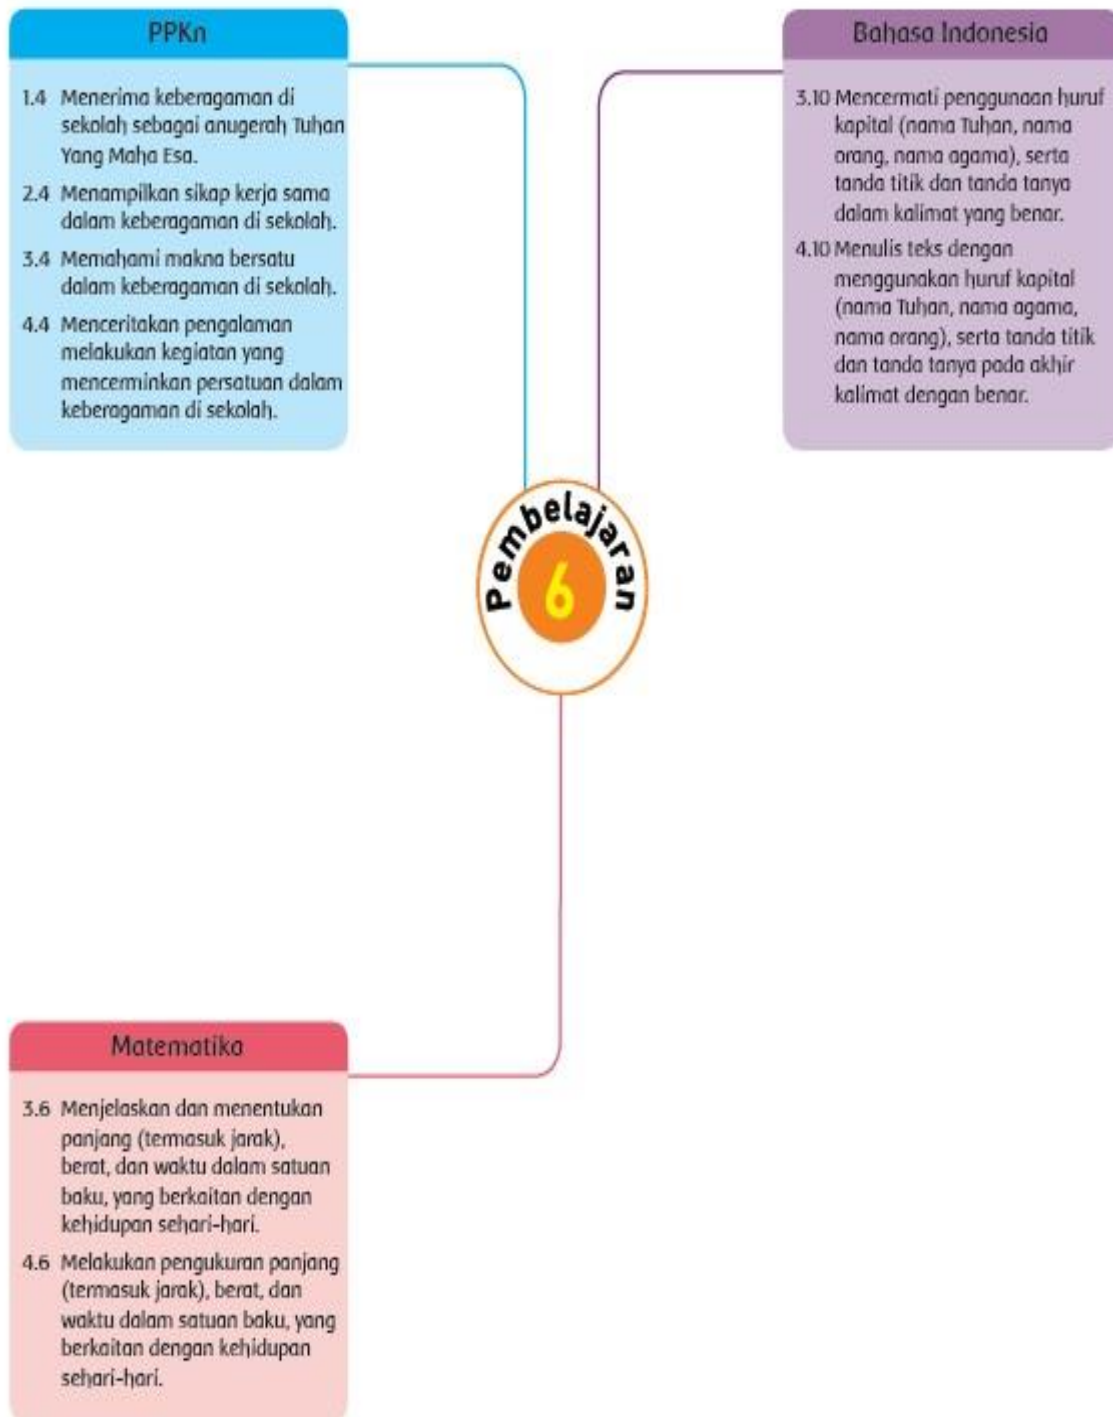 PPKn
1.4 Menerima keberagaman di
sekolah sebagai anugerah Tuhan
Yang Maha Esa.
2.4 Menampilkan sikap kerja sama
dalam keberagaman di sekolah.
3.4 Memahami makna bersatu
dalam keberagaman di sekolah.
4.4 Menceritakan pengalaman
melakukan kegiatan yang
mencerminkan persatuan dalam
keberagaman di sekolah.
Bahasa Indonesia
3.10 Mencermati penggunaan huruf
kapital (nama Tuhan, nama
orang, nama agama), serta
tanda titik dan tanda tanya
dalam kalimat yang benar.
4.10 Menulis teks dengan
menggunakan huruf kapital
(nama Tuhan, nama agama,
nama orang), serta tanda titik
dan tanda tanya pada akhir
kalimat dengan benar.
Pembelajaran
6
Matematika
3.6 Menjelaskan dan menentukan
panjang (termasuk jarak),
berat, dan waktu dalam satuan
baku, yang berkaitan dengan
kehidupan sehari-hari.
4.6 Melakukan pengukuran panjang
(termasuk jarak), berat, dan
waktu dalam satuan baku, yang
berkaitan dengan kehidupan
sehari-hari.